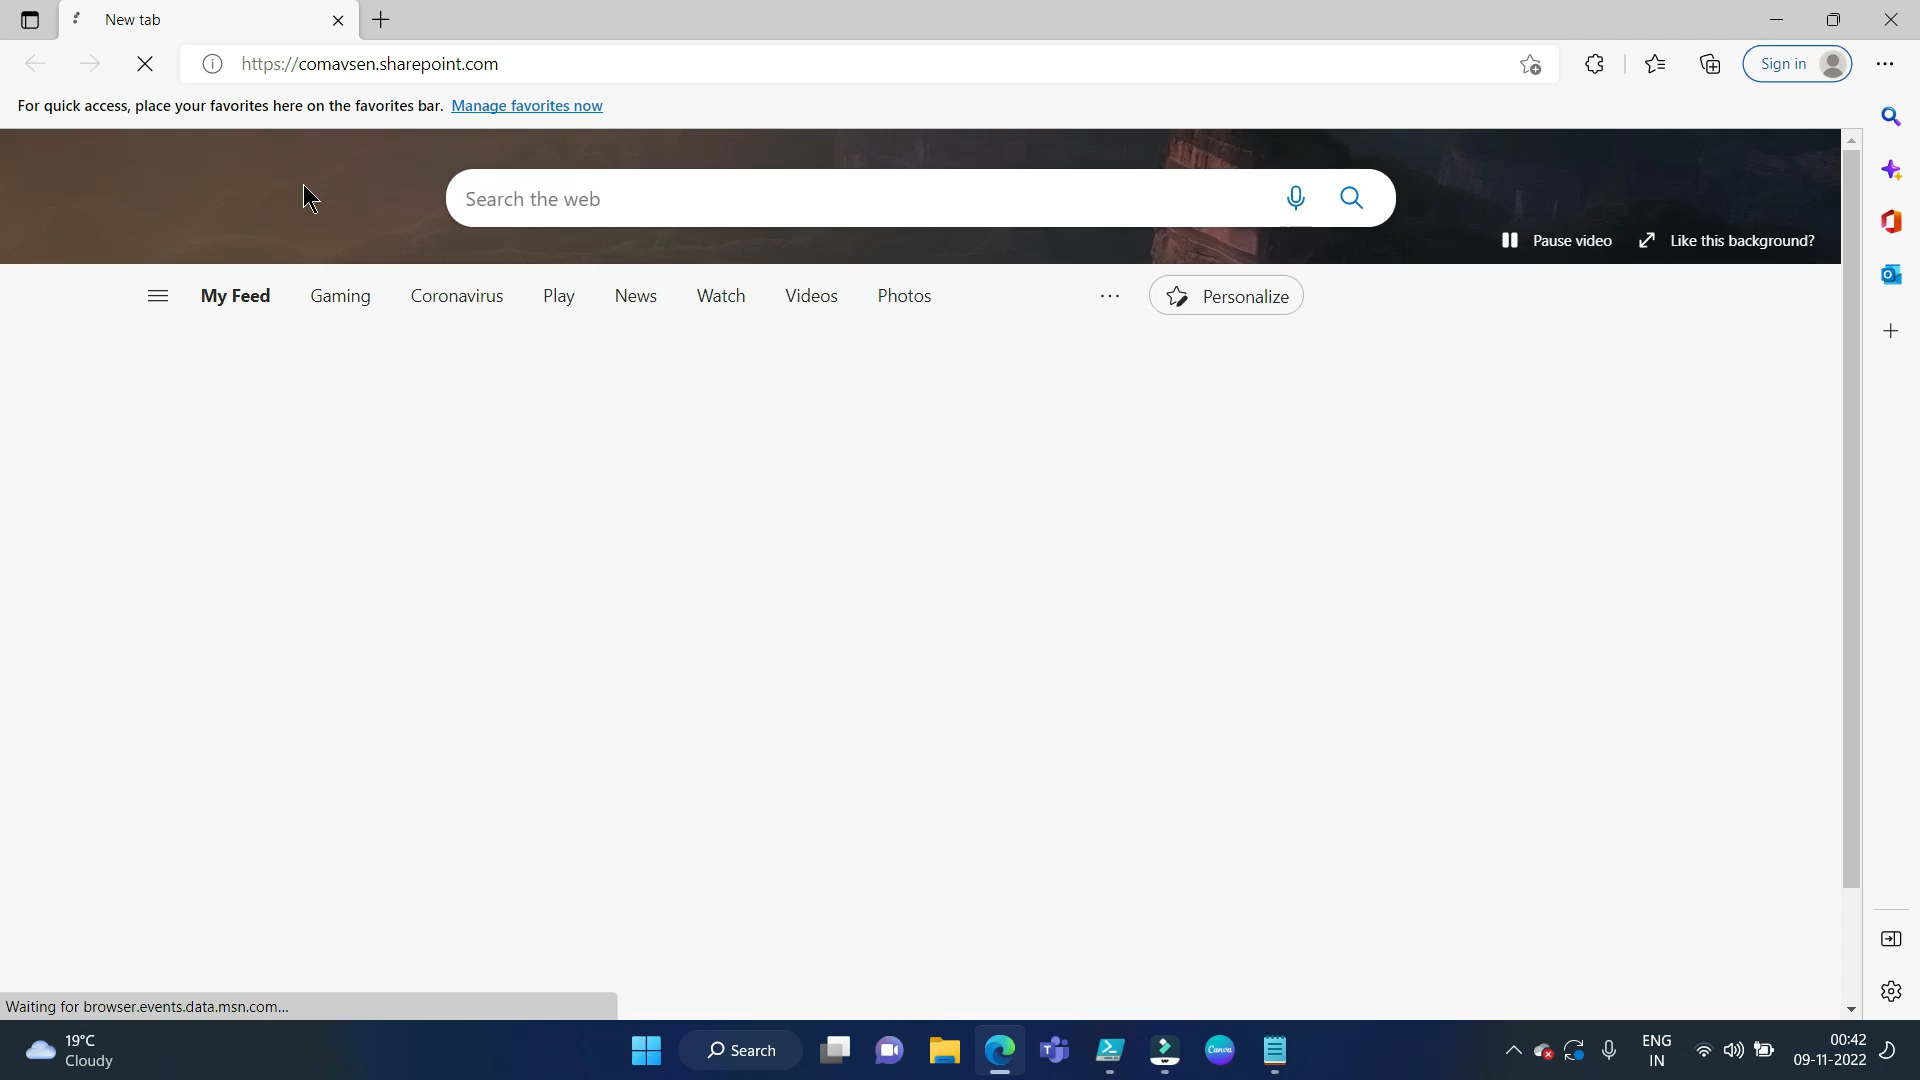 New tab
https://comavsen.sharepoint.com
Sign in
For quick access, place your favorites here on the favorites bar. Manage favorites now
Search the web
Pause video
Like this background?
My Feed
Gaming
Coronavirus
Play
News
Watch
Videos
Photos
Personalize
Waiting for browser.events.data.msn.com...
19°C
Cloudy
Search
Canva
ENG
IN
00:42
09-11-2022